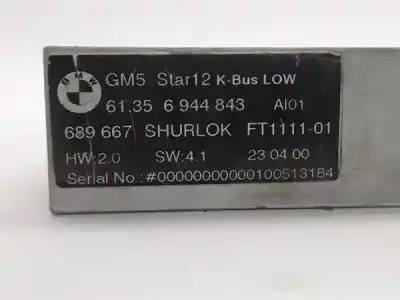 BMW
GM5 Star12 K-Bus LOW
61.35 6 944 843 AI01
689 667 SHURLOK FT1111-01
HW:2.0 SW:4.1 23 04 00
Serial No.:#00000000000100513184